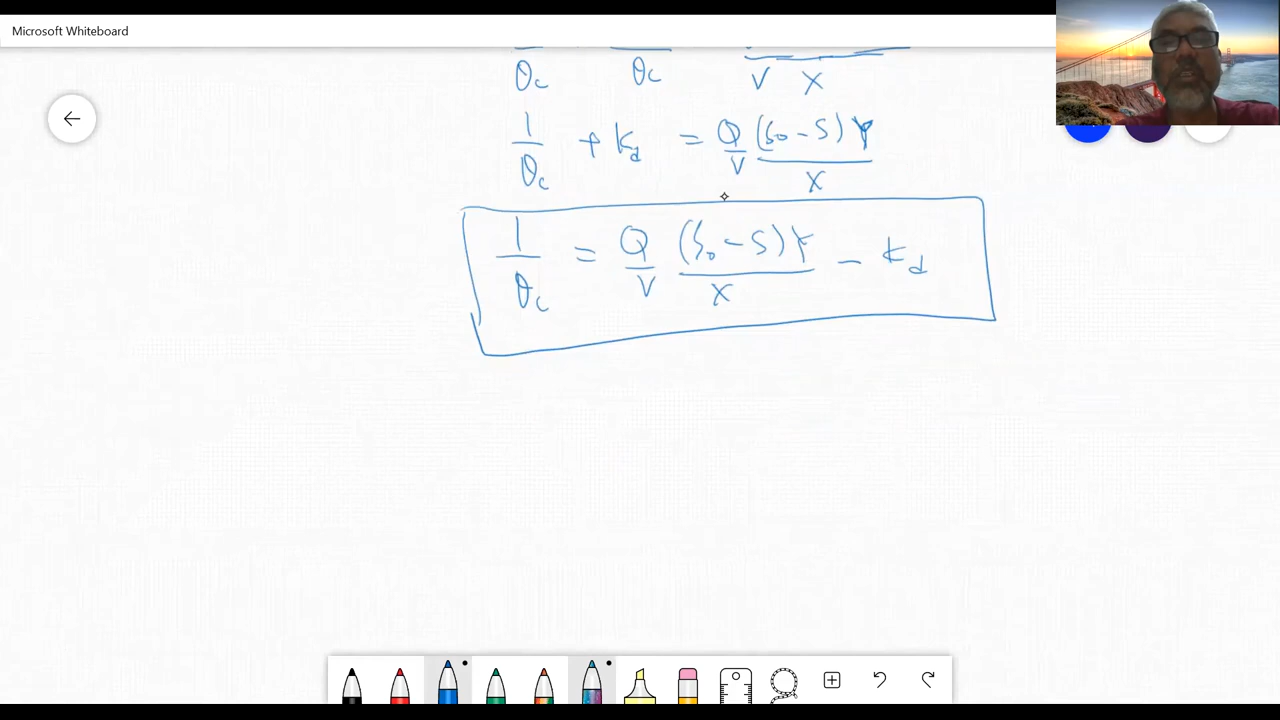 Microsoft Whiteboard
θc θc V X
1/θc + kd = Q/V (S0 - S) Y/X
1/θc = Q/V (S0 - S) Y/X - kd